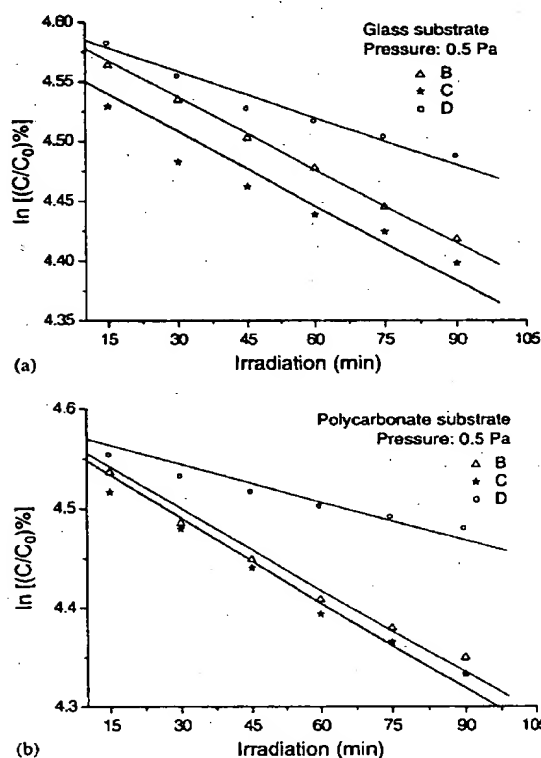 Glass substrate
Pressure: 0.5 Pa
B
C
D
4.60
4.55
4.50
4.45
4.40
4.35
ln [(C/C0)%]
15 30 45 60 75 90 105
Irradiation (min)
(a)
Polycarbonate substrate
Pressure: 0.5 Pa
B
C
D
4.6
4.5
4.4
4.3
ln [(C/C0)%]
15 30 45 60 75 90 105
Irradiation (min)
(b)